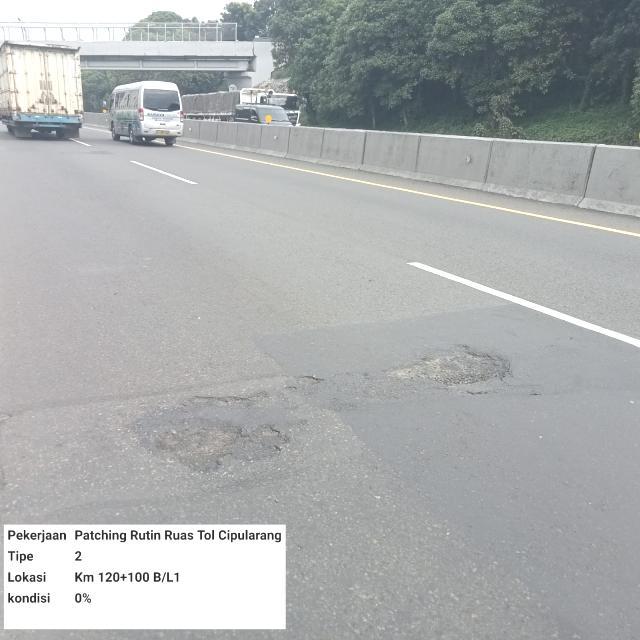 Pekerjaan Patching Rutin Ruas Tol Cipularang
Tipe 2
Lokasi Km 120+100 B/L1
kondisi 0%